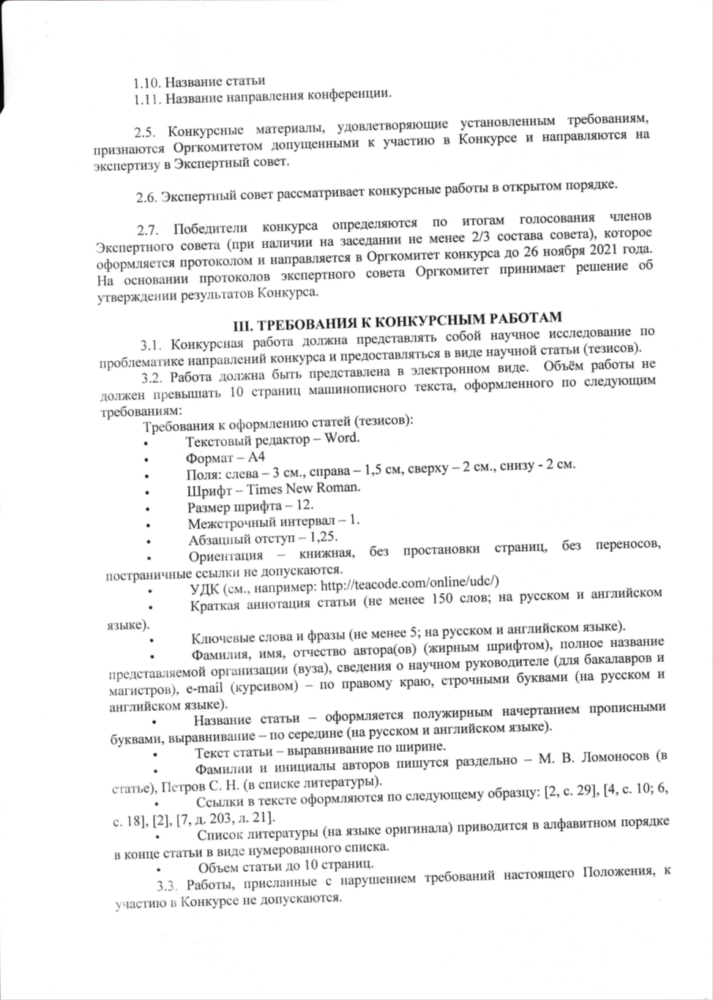 1.10. Название статьи
1.11. Название направления конференции.
2.5. Конкурсные материалы, удовлетворяющие установленным требованиям,
признаются Оргкомитетом допущенными к участию в Конкурсе и направляются на
экспертизу в Экспертный совет.
2.6. Экспертный совет рассматривает конкурсные работы в открытом порядке.
2.7. Победители конкурса определяются по итогам голосования членов
Экспертного совета (при наличии на заседании не менее 2/3 состава совета), которое
оформляется протоколом и направляется в Оргкомитет конкурса до 26 ноября 2021 года.
На основании протоколов экспертного совета Оргкомитет принимает решение об
утверждении результатов Конкурса.
III. ТРЕБОВАНИЯ К КОНКУРСНЫМ РАБОТАМ
3.1. Конкурсная работа должна представлять собой научное исследование по
проблематике направлений конкурса и предоставляться в виде научной статьи (тезисов).
3.2. Работа должна быть представлена в электронном виде. Объём работы не
должен превышать 10 страниц машинописного текста, оформленного по следующим
требованиям:
Требования к оформлению статей (тезисов):
• Текстовый редактор – Word.
• Формат – А4
• Поля: слева – 3 см., справа – 1,5 см, сверху – 2 см., снизу - 2 см.
• Шрифт – Times New Roman.
• Размер шрифта – 12.
• Межстрочный интервал – 1.
• Абзацный отступ – 1,25.
• Ориентация – книжная, без простановки страниц, без переносов,
постраничные ссылки не допускаются.
• УДК (см., например: http://teacode.com/online/udc/)
• Краткая аннотация статьи (не менее 150 слов; на русском и английском
языке).
• Ключевые слова и фразы (не менее 5; на русском и английском языке).
• Фамилия, имя, отчество автора(ов) (жирным шрифтом), полное название
представляемой организации (вуза), сведения о научном руководителе (для бакалавров и
магистров), e-mail (курсивом) – по правому краю, строчными буквами (на русском и
английском языке).
• Название статьи – оформляется полужирным начертанием прописными
буквами, выравнивание – по середине (на русском и английском языке).
• Текст статьи – выравнивание по ширине.
• Фамилии и инициалы авторов пишутся раздельно – М. В. Ломоносов (в
статье), Петров С. Н. (в списке литературы).
• Ссылки в тексте оформляются по следующему образцу: [2, с. 29], [4, с. 10; 6,
с. 18], [2], [7, д. 203, л. 21].
• Список литературы (на языке оригинала) приводится в алфавитном порядке
в конце статьи в виде нумерованного списка.
• Объем статьи до 10 страниц.
3.3. Работы, присланные с нарушением требований настоящего Положения, к
участию в Конкурсе не допускаются.